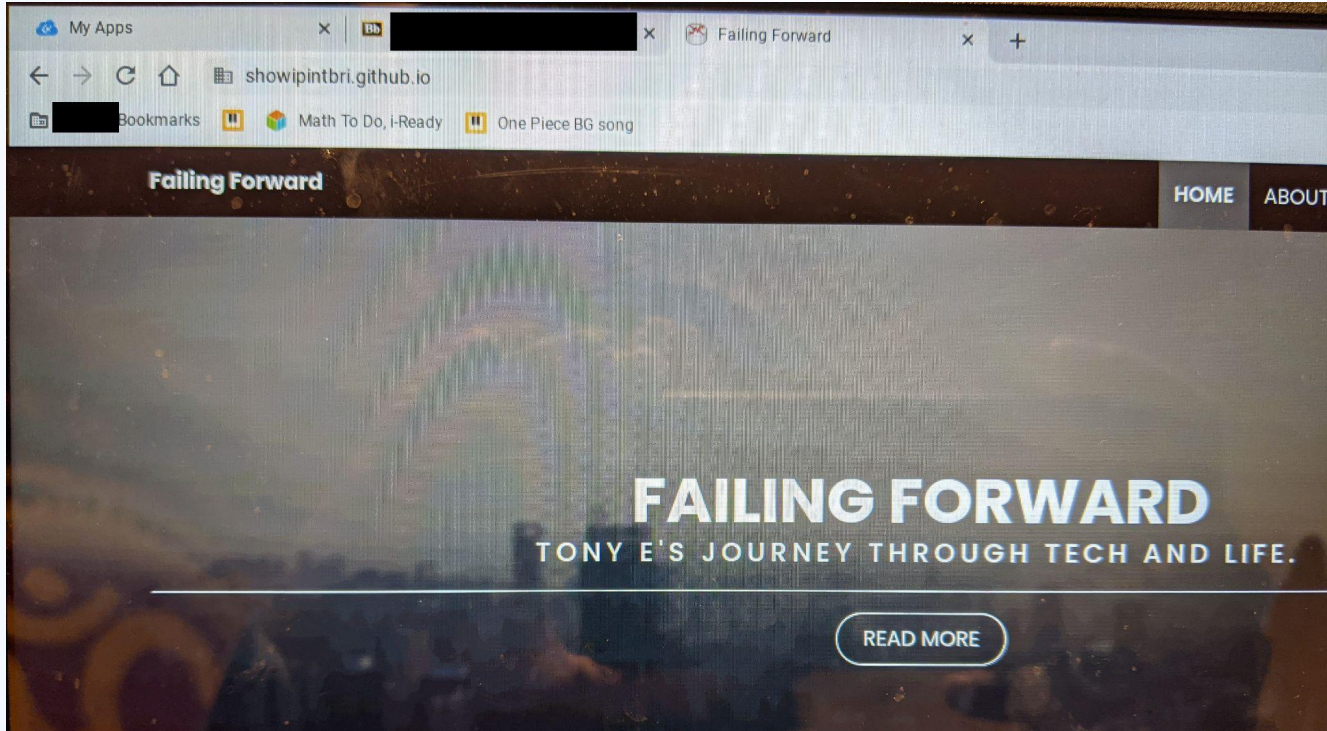 My Apps
Bb
Failing Forward
showipintbri.github.io
Bookmarks
Math To Do, i-Ready
One Piece BG song
Failing Forward
HOME
ABOUT
FAILING FORWARD
TONY E'S JOURNEY THROUGH TECH AND LIFE.
READ MORE